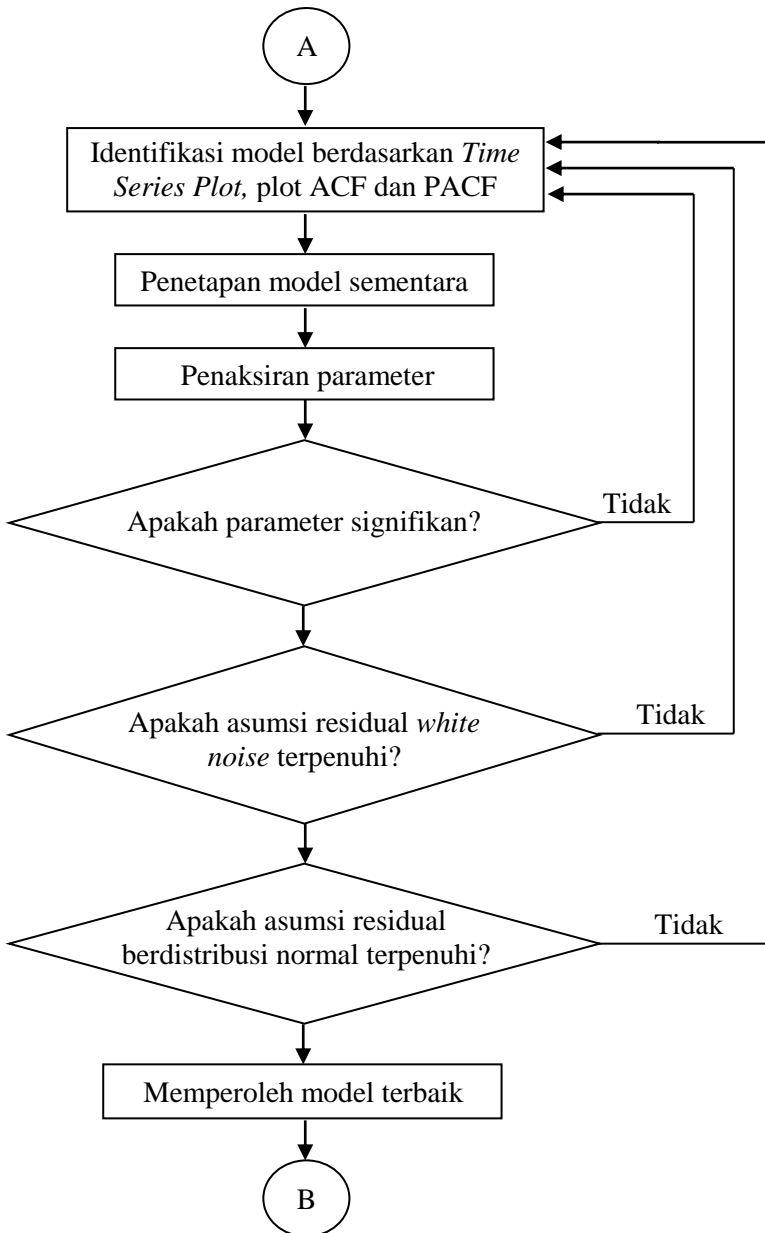 A
Identifikasi model berdasarkan Time
Series Plot, plot ACF dan PACF
Penetapan model sementara
Penaksiran parameter
Apakah parameter signifikan?
Tidak
Apakah asumsi residual white
noise terpenuhi?
Tidak
Apakah asumsi residual
berdistribusi normal terpenuhi?
Tidak
Memperoleh model terbaik
B